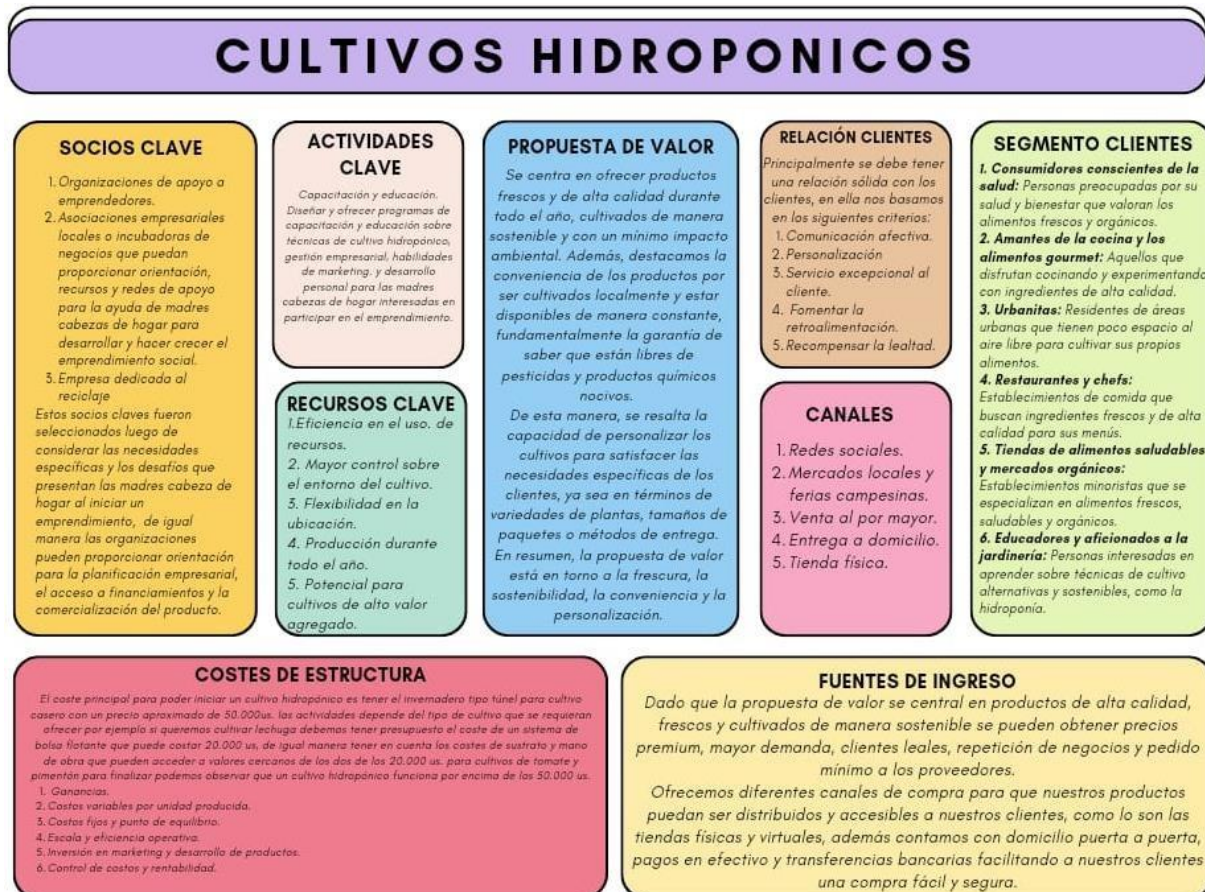 CULTIVOS HIDROPONICOS
SOCIOS CLAVE
1. Organizaciones de apoyo a
emprendedores.
2. Asociaciones empresariales
locales o incubadoras de
negocios que puedan
proporcionar orientación,
recursos y redes de apoyo
para la ayuda de madres
cabezas de hogar para
desarrollar y hacer crecer el
emprendimiento social.
3. Empresa dedicada al
reciclaje
Estos socios claves fueron
seleccionados luego de
considerar las necesidades
específicas y los desafíos que
presentan las madres cabeza de
hogar al iniciar un
emprendimiento, de igual
manera las organizaciones
pueden proporcionar orientación
para la planificación empresarial,
el acceso a financiamientos y la
comercialización del producto.
ACTIVIDADES
CLAVE
Capacitación y educación.
Diseñar y ofrecer programas de
capacitación y educación sobre
técnicas de cultivo hidropónico,
gestión empresarial, habilidades
de marketing. y desarrollo
personal para las madres
cabezas de hogar interesadas en
participar en el emprendimiento.
RECURSOS CLAVE
1.Eficiencia en el uso. de
recursos.
2. Mayor control sobre
el entorno del cultivo.
3. Flexibilidad en la
ubicación.
4. Producción durante
todo el año.
5. Potencial para
cultivos de alto valor
agregado.
PROPUESTA DE VALOR
Se centra en ofrecer productos
frescos y de alta calidad durante
todo el año, cultivados de manera
sostenible y con un mínimo impacto
ambiental. Además, destacamos la
conveniencia de los productos por
ser cultivados localmente y estar
disponibles de manera constante,
fundamentalmente la garantía de
saber que están libres de
pesticidas y productos químicos
nocivos.
De esta manera, se resalta la
capacidad de personalizar los
cultivos para satisfacer las
necesidades específicas de los
clientes, ya sea en términos de
variedades de plantas, tamaños de
paquetes o métodos de entrega.
En resumen, la propuesta de valor
está en torno a la frescura, la
sostenibilidad, la conveniencia y la
personalización.
RELACIÓN CLIENTES
Principalmente se debe tener
una relación sólida con los
clientes, en ella nos basamos
en los siguientes criterios:
1. Comunicación afectiva.
2. Personalización
3. Servicio excepcional al
cliente.
4. Fomentar la
retroalimentación.
5. Recompensar la lealtad.
CANALES
1. Redes sociales.
2. Mercados locales y
ferias campesinas.
3. Venta al por mayor.
4. Entrega a domicilio.
5. Tienda física.
SEGMENTO CLIENTES
1. Consumidores conscientes de la
salud: Personas preocupadas por su
salud y bienestar que valoran los
alimentos frescos y orgánicos.
2. Amantes de la cocina y los
alimentos gourmet: Aquellos que
disfrutan cocinando y experimentando
con ingredientes de alta calidad.
3. Urbanitas: Residentes de áreas
urbanas que tienen poco espacio al
aire libre para cultivar sus propios
alimentos.
4. Restaurantes y chefs:
Establecimientos de comida que
buscan ingredientes frescos y de alta
calidad para sus menús.
5. Tiendas de alimentos saludables
y mercados orgánicos:
Establecimientos minoristas que se
especializan en alimentos frescos,
saludables y orgánicos.
6. Educadores y aficionados a la
jardinería: Personas interesadas en
aprender sobre técnicas de cultivo
alternativas y sostenibles, como la
hidroponía.
COSTES DE ESTRUCTURA
El coste principal para poder iniciar un cultivo hidropónico es tener el invernadero tipo túnel para cultivo
casero con un precio aproximado de 50.000us. las actividades depende del tipo de cultivo que se requieran
ofrecer por ejemplo si queremos cultivar lechuga debemos tener presupuesto el coste de un sistema de
bolsa flotante que puede costar 20.000 us, de igual manera tener en cuenta los costes de sustrato y mano
de obra que pueden acceder a valores cercanos de los dos de los 20.000 us. para cultivos de tomate y
pimentón para finalizar podemos observar que un cultivo hidropónico funciona por encima de los 50.000 us.
1. Ganancias.
2. Costos variables por unidad producida.
3. Costos fijos y punto de equilibrio.
4. Escala y eficiencia operativa.
5. Inversión en marketing y desarrollo de productos.
6. Control de costos y rentabilidad.
FUENTES DE INGRESO
Dado que la propuesta de valor se central en productos de alta calidad,
frescos y cultivados de manera sostenible se pueden obtener precios
premium, mayor demanda, clientes leales, repetición de negocios y pedido
mínimo a los proveedores.
Ofrecemos diferentes canales de compra para que nuestros productos
puedan ser distribuidos y accesibles a nuestros clientes, como lo son las
tiendas físicas y virtuales, además contamos con domicilio puerta a puerta,
pagos en efectivo y transferencias bancarias facilitando a nuestros clientes
una compra fácil y segura.